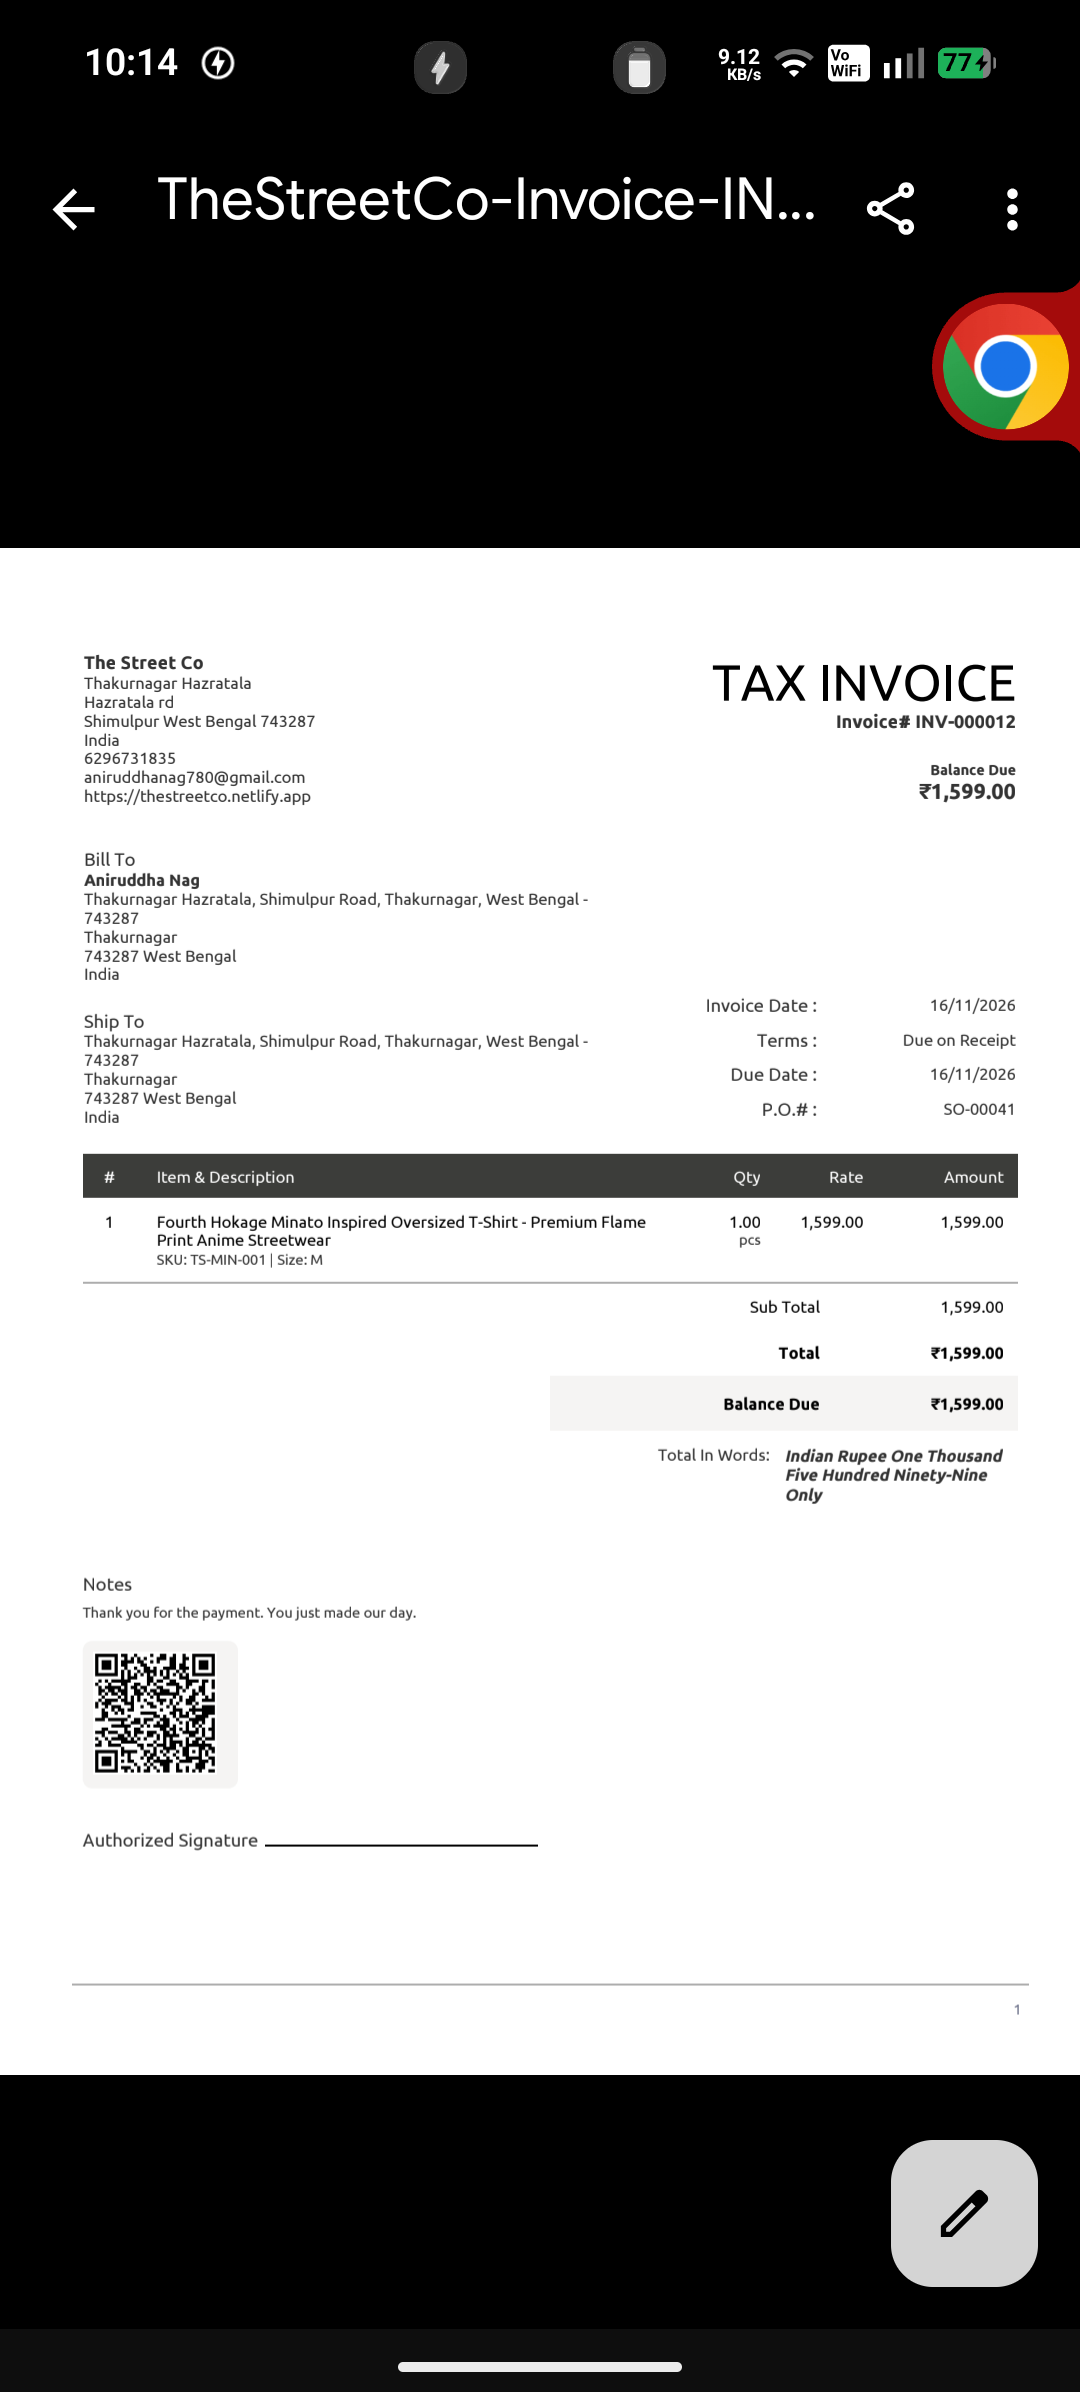 10:14
9.12
KB/s
Vo
WiFi
77
TheStreetCo-Invoice-IN...
The Street Co
Thakurnagar Hazratala
Hazratala rd
Shimulpur West Bengal 743287
India
6296731835
aniruddhanag780@gmail.com
https://thestreetco.netlify.app
TAX INVOICE
Invoice# INV-000012
Balance Due
₹1,599.00
Bill To
Aniruddha Nag
Thakurnagar Hazratala, Shimulpur Road, Thakurnagar, West Bengal -
743287
Thakurnagar
743287 West Bengal
India
Ship To
Thakurnagar Hazratala, Shimulpur Road, Thakurnagar, West Bengal -
743287
Thakurnagar
743287 West Bengal
India
Invoice Date : 16/11/2026
Terms : Due on Receipt
Due Date : 16/11/2026
P.O.# : SO-00041
# Item & Description Qty Rate Amount
1 Fourth Hokage Minato Inspired Oversized T-Shirt - Premium Flame 1.00 1,599.00 1,599.00
Print Anime Streetwear pcs
SKU: TS-MIN-001 | Size: M
Sub Total 1,599.00
Total ₹1,599.00
Balance Due ₹1,599.00
Total In Words: Indian Rupee One Thousand
Five Hundred Ninety-Nine
Only
Notes
Thank you for the payment. You just made our day.
Authorized Signature
1